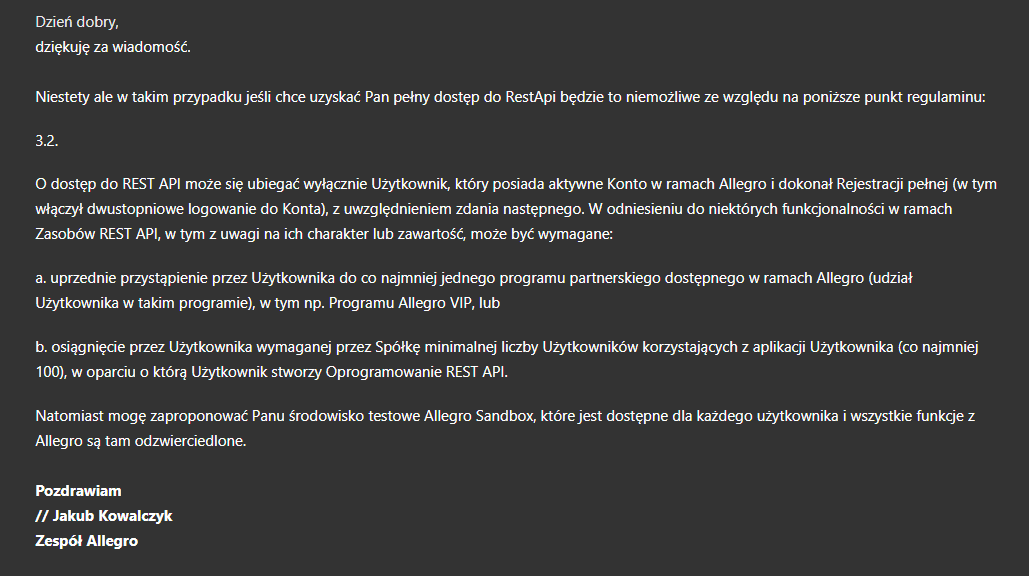 Dzień dobry,
dziękuję za wiadomość.
Niestety ale w takim przypadku jeśli chce uzyskać Pan pełny dostęp do RestApi będzie to niemożliwe ze względu na poniższe punkt regulaminu:
3.2.
O dostęp do REST API może się ubiegać wyłącznie Użytkownik, który posiada aktywne Konto w ramach Allegro i dokonał Rejestracji pełnej (w tym
włączył dwustopniowe logowanie do Konta), z uwzględnieniem zdania następnego. W odniesieniu do niektórych funkcjonalności w ramach
Zasobów REST API, w tym z uwagi na ich charakter lub zawartość, może być wymagane:
a. uprzednie przystąpienie przez Użytkownika do co najmniej jednego programu partnerskiego dostępnego w ramach Allegro (udział
Użytkownika w takim programie), w tym np. Programu Allegro VIP, lub
b. osiągnięcie przez Użytkownika wymaganej przez Spółkę minimalnej liczby Użytkowników korzystających z aplikacji Użytkownika (co najmniej
100), w oparciu o którą Użytkownik stworzy Oprogramowanie REST API.
Natomiast mogę zaproponować Panu środowisko testowe Allegro Sandbox, które jest dostępne dla każdego użytkownika i wszystkie funkcje z
Allegro są tam odzwierciedlone.
Pozdrawiam
// Jakub Kowalczyk
Zespół Allegro